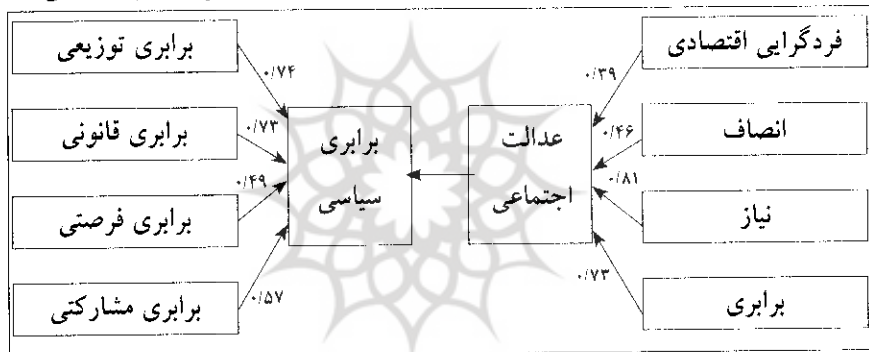 فردگرایی اقتصادی
۰/۳۹
انصاف
۰/۴۶
نیاز
۰/۸۱
برابری
۰/۷۳
عدالت
اجتماعی
برابری
سیاسی
برابری توزیعی
۰/۷۴
برابری قانونی
۰/۷۳
برابری فرصتی
۰/۴۹
برابری مشارکتی
۰/۵۷